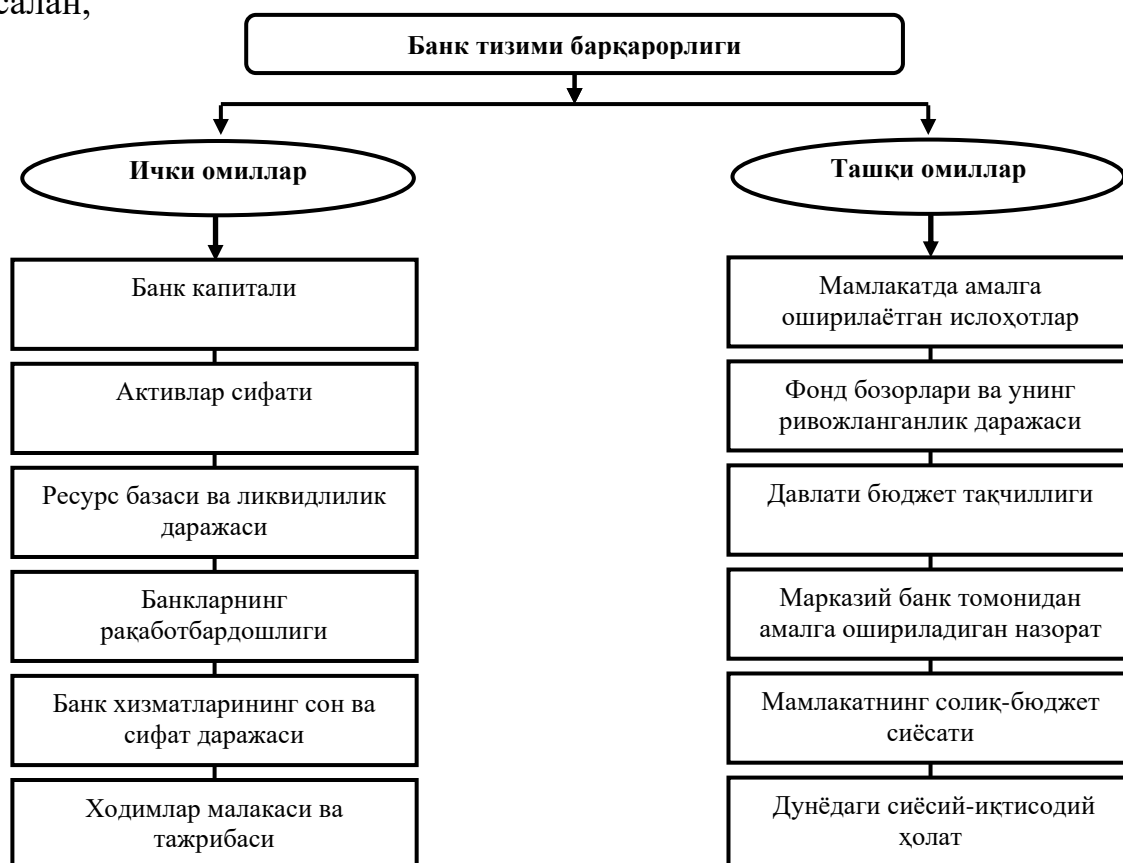 салан,
Банк тизими барқарорлиги
Ички омиллар
Ташқи омиллар
Банк капитали
Активлар сифати
Ресурс базаси ва ликвидлилик
даражаси
Банкларнинг
рақаботбардошлиги
Банк хизматларининг сон ва
сифат даражаси
Ходимлар малакаси ва
тажрибаси
Мамлакатда амалга
оширилаётган ислоҳотлар
Фонд бозорлари ва унинг
ривожланганлик даражаси
Давлати бюджет тақчиллиги
Марказий банк томонидан
амалга ошириладиган назорат
Мамлакатнинг солиқ-бюджет
сиёсати
Дунёдаги сиёсий-иқтисодий
ҳолат